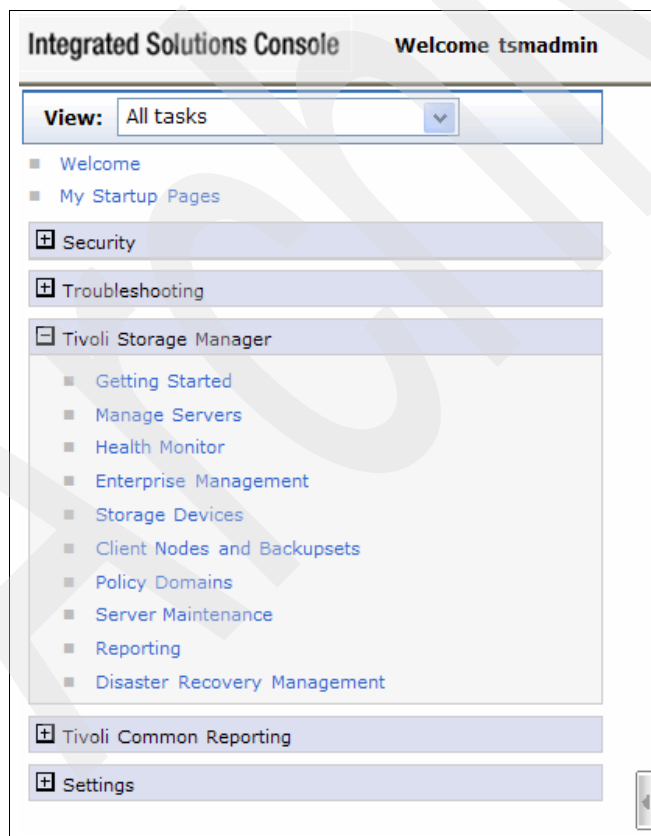 Integrated Solutions Console Welcome tsmadmin
View: All tasks
Welcome
My Startup Pages
Security
Troubleshooting
Tivoli Storage Manager
Getting Started
Manage Servers
Health Monitor
Enterprise Management
Storage Devices
Client Nodes and Backupsets
Policy Domains
Server Maintenance
Reporting
Disaster Recovery Management
Tivoli Common Reporting
Settings